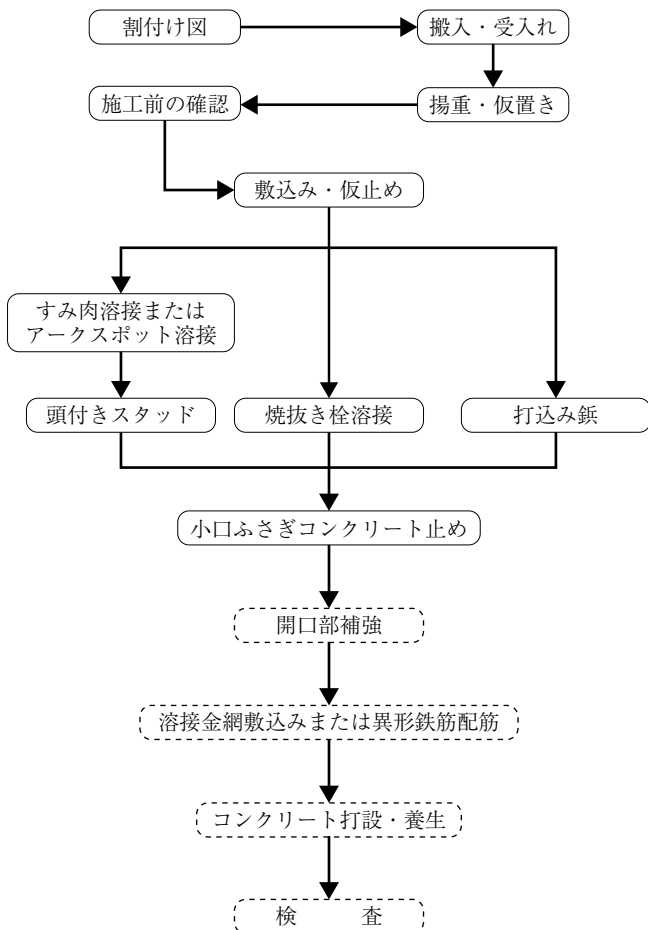 割付け図
搬入・受入れ
施工前の確認
揚重・仮置き
敷込み・仮止め
すみ肉溶接または
アークスポット溶接
頭付きスタッド
焼抜き栓溶接
打込み鋲
小口ふさぎコンクリート止め
開口部補強
溶接金網敷込みまたは異形鉄筋配筋
コンクリート打設・養生
検　　査